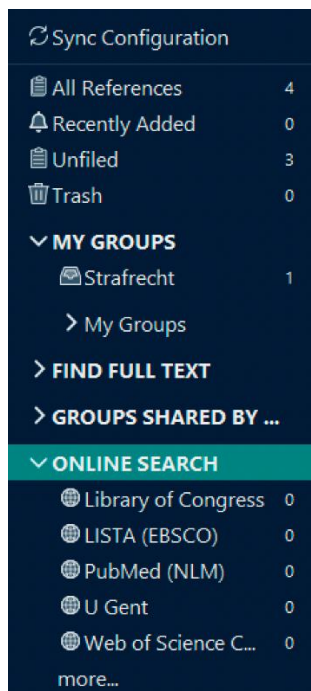 Sync Configuration
All References 4
Recently Added 0
Unfiled 3
Trash 0
MY GROUPS
Strafrecht 1
My Groups
FIND FULL TEXT
GROUPS SHARED BY ...
ONLINE SEARCH
Library of Congress 0
LISTA (EBSCO) 0
PubMed (NLM) 0
U Gent 0
Web of Science C... 0
more...